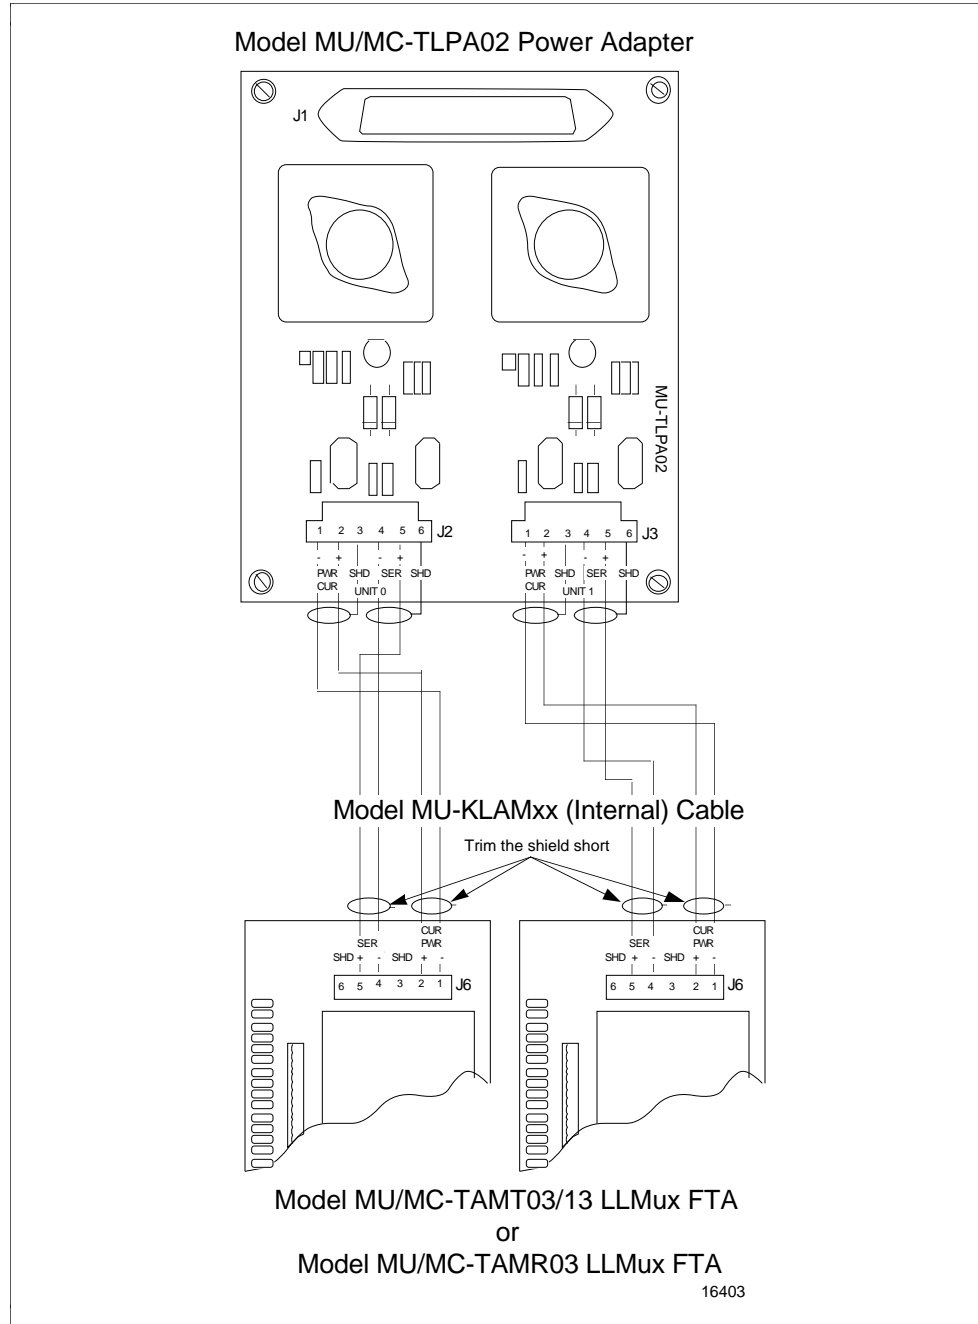 Model MU/MC-TLPA02 Power Adapter
J1
MU-TLPA02
1 2 3 4 5 6 J2
- + - +
PWR SHD SER SHD
CUR
UNIT 0
1 2 3 4 5 6 J3
- + - +
PWR SHD SER SHD
CUR
UNIT 1
Model MU-KLAMxx (Internal) Cable
Trim the shield short
CUR
SER PWR
SHD + - SHD + -
6 5 4 3 2 1 J6
CUR
SER PWR
SHD + - SHD + -
6 5 4 3 2 1 J6
Model MU/MC-TAMT03/13 LLMux FTA
or
Model MU/MC-TAMR03 LLMux FTA
16403